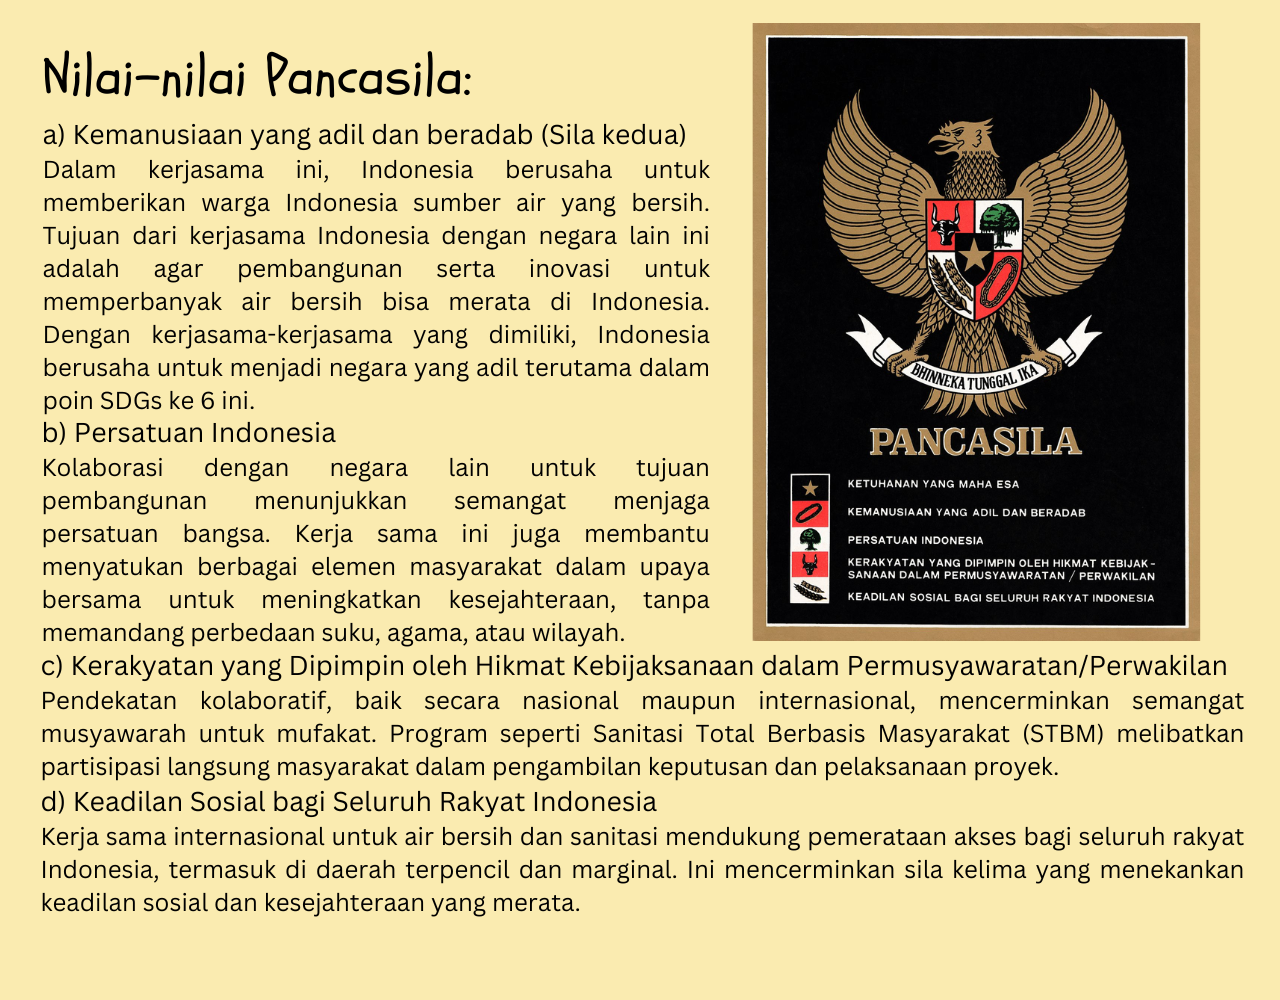 Nilai-nilai Pancasila:
a) Kemanusiaan yang adil dan beradab (Sila kedua)
Dalam kerjasama ini, Indonesia berusaha untuk
memberikan warga Indonesia sumber air yang bersih.
Tujuan dari kerjasama Indonesia dengan negara lain ini
adalah agar pembangunan serta inovasi untuk
memperbanyak air bersih bisa merata di Indonesia.
Dengan kerjasama-kerjasama yang dimiliki, Indonesia
berusaha untuk menjadi negara yang adil terutama dalam
poin SDGs ke 6 ini.
b) Persatuan Indonesia
Kolaborasi dengan negara lain untuk tujuan
pembangunan menunjukkan semangat menjaga
persatuan bangsa. Kerja sama ini juga membantu
menyatukan berbagai elemen masyarakat dalam upaya
bersama untuk meningkatkan kesejahteraan, tanpa
memandang perbedaan suku, agama, atau wilayah.
c) Kerakyatan yang Dipimpin oleh Hikmat Kebijaksanaan dalam Permusyawaratan/Perwakilan
Pendekatan kolaboratif, baik secara nasional maupun internasional, mencerminkan semangat
musyawarah untuk mufakat. Program seperti Sanitasi Total Berbasis Masyarakat (STBM) melibatkan
partisipasi langsung masyarakat dalam pengambilan keputusan dan pelaksanaan proyek.
d) Keadilan Sosial bagi Seluruh Rakyat Indonesia
Kerja sama internasional untuk air bersih dan sanitasi mendukung pemerataan akses bagi seluruh rakyat
Indonesia, termasuk di daerah terpencil dan marginal. Ini mencerminkan sila kelima yang menekankan
keadilan sosial dan kesejahteraan yang merata.
BHINNEKA TUNGGAL IKA
PANCASILA
KETUHANAN YANG MAHA ESA
KEMANUSIAAN YANG ADIL DAN BERADAB
PERSATUAN INDONESIA
KERAKYATAN YANG DIPIMPIN OLEH HIKMAT KEBIJAK-
SANAAN DALAM PERMUSYAWARATAN / PERWAKILAN
KEADILAN SOSIAL BAGI SELURUH RAKYAT INDONESIA